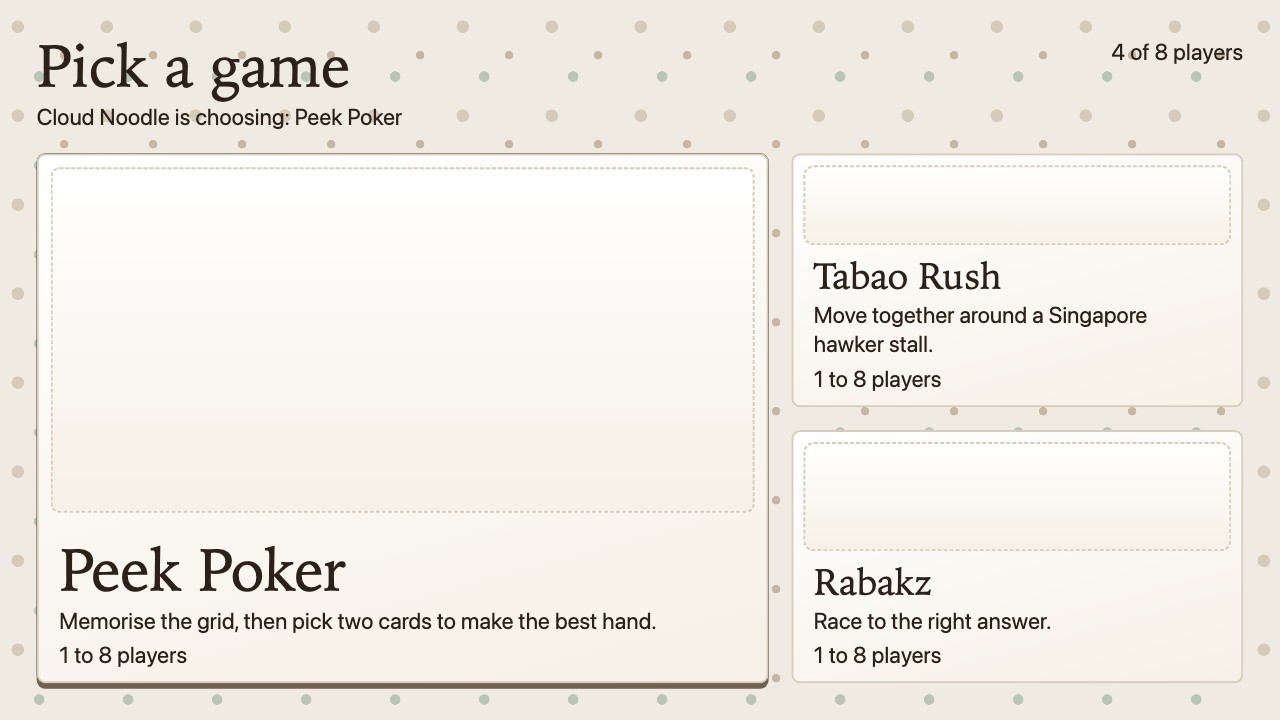 Pick a game
4 of 8 players
Cloud Noodle is choosing: Peek Poker
Peek Poker
Memorise the grid, then pick two cards to make the best hand.
1 to 8 players
Tabao Rush
Move together around a Singapore
hawker stall.
1 to 8 players
Rabakz
Race to the right answer.
1 to 8 players